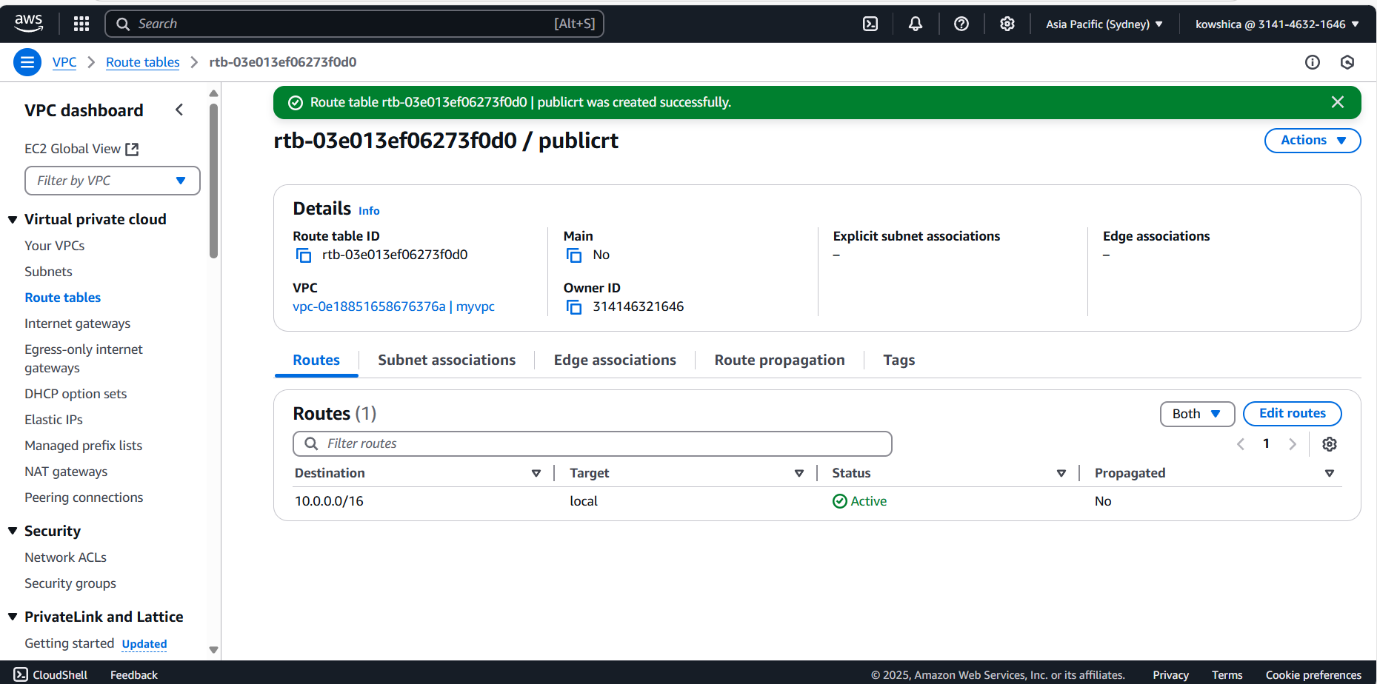 aws
Search [Alt+S]
Asia Pacific (Sydney) kowshica @ 3141-4632-1646
VPC Route tables rtb-03e013ef06273f0d0
VPC dashboard
EC2 Global View
Filter by VPC
Virtual private cloud
Your VPCs
Subnets
Route tables
Internet gateways
Egress-only internet
gateways
DHCP option sets
Elastic IPs
Managed prefix lists
NAT gateways
Peering connections
Security
Network ACLs
Security groups
PrivateLink and Lattice
Getting started Updated
Route table rtb-03e013ef06273f0d0 | publicrt was created successfully.
rtb-03e013ef06273f0d0 / publicrt
Actions
Details Info
Route table ID
rtb-03e013ef06273f0d0
VPC
vpc-0e18851658676376a | myvpc
Main
No
Owner ID
314146321646
Explicit subnet associations
–
Edge associations
–
Routes Subnet associations Edge associations Route propagation Tags
Routes (1)
Both Edit routes
Filter routes
1
Destination Target Status Propagated
10.0.0.0/16 local Active No
CloudShell Feedback © 2025, Amazon Web Services, Inc. or its affiliates. Privacy Terms Cookie preferences